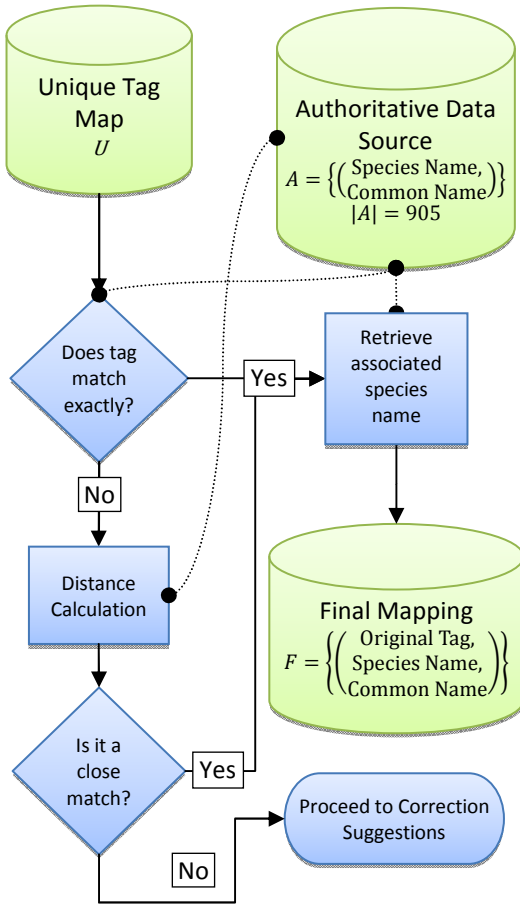 Unique Tag
Map
U
Authoritative Data
Source
A = {(Species Name,
Common Name)}
|A| = 905
Does tag
match
exactly?
Yes
Retrieve
associated
species
name
No
Distance
Calculation
Final Mapping
F = {(Original Tag,
Species Name,
Common Name)}
Is it a
close
match?
Yes
Proceed to Correction
Suggestions
No